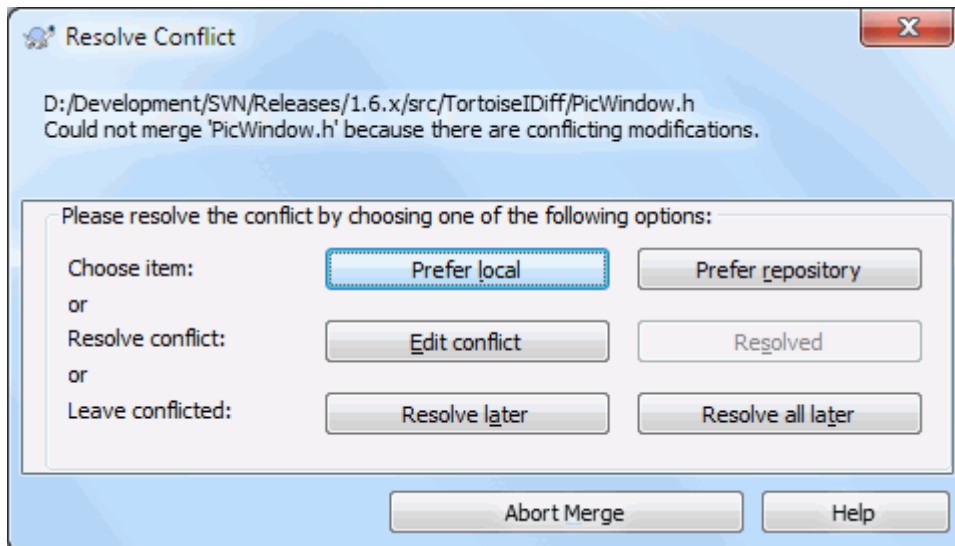 Resolve Conflict
D:/Development/SVN/Releases/1.6.x/src/TortoiseIDiff/PicWindow.h
Could not merge 'PicWindow.h' because there are conflicting modifications.
Please resolve the conflict by choosing one of the following options:
Choose item: Prefer local Prefer repository
or
Resolve conflict: Edit conflict Resolved
or
Leave conflicted: Resolve later Resolve all later
Abort Merge Help